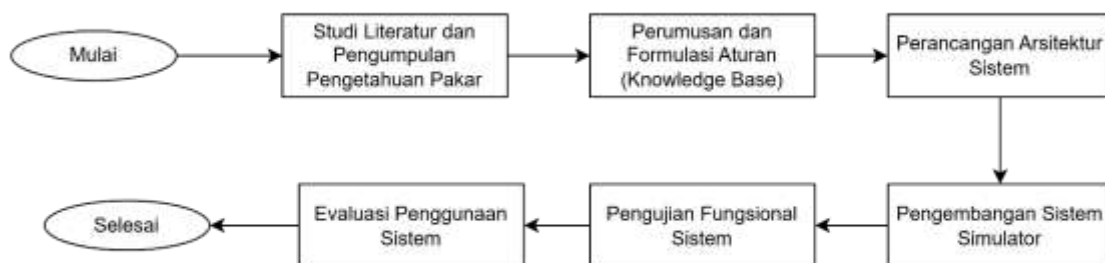 Mulai
Studi Literatur dan
Pengumpulan
Pengetahuan Pakar
Perumusan dan
Formulasi Aturan
(Knowledge Base)
Perancangan Arsitektur
Sistem
Pengembangan Sistem
Simulator
Pengujian Fungsional
Sistem
Evaluasi Penggunaan
Sistem
Selesai